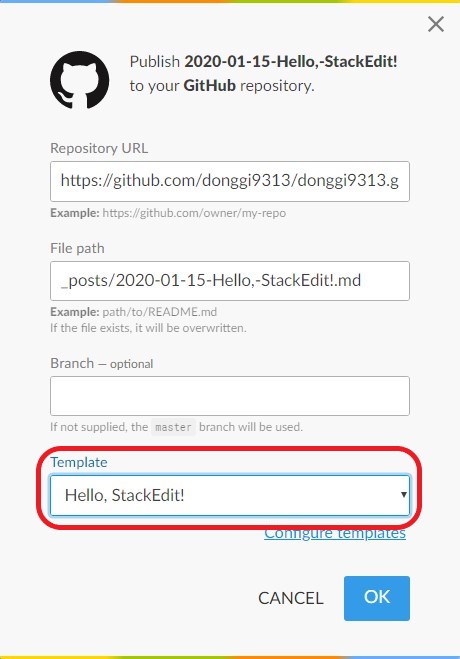 Publish 2020-01-15-Hello,-StackEdit!
to your GitHub repository.
Repository URL
https://github.com/donggi9313/donggi9313.g
Example: https://github.com/owner/my-repo
File path
_posts/2020-01-15-Hello,-StackEdit!.md
Example: path/to/README.md
If the file exists, it will be overwritten.
Branch — optional
If not supplied, the master branch will be used.
Template
Hello, StackEdit!
Configure templates
CANCEL OK